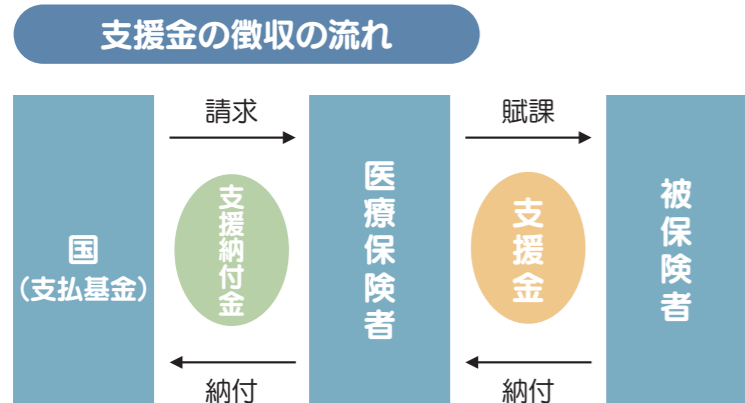 支援金の徴収の流れ
国
（支払基金）
請求
支援納付金
納付
医療保険者
賦課
支援金
納付
被保険者